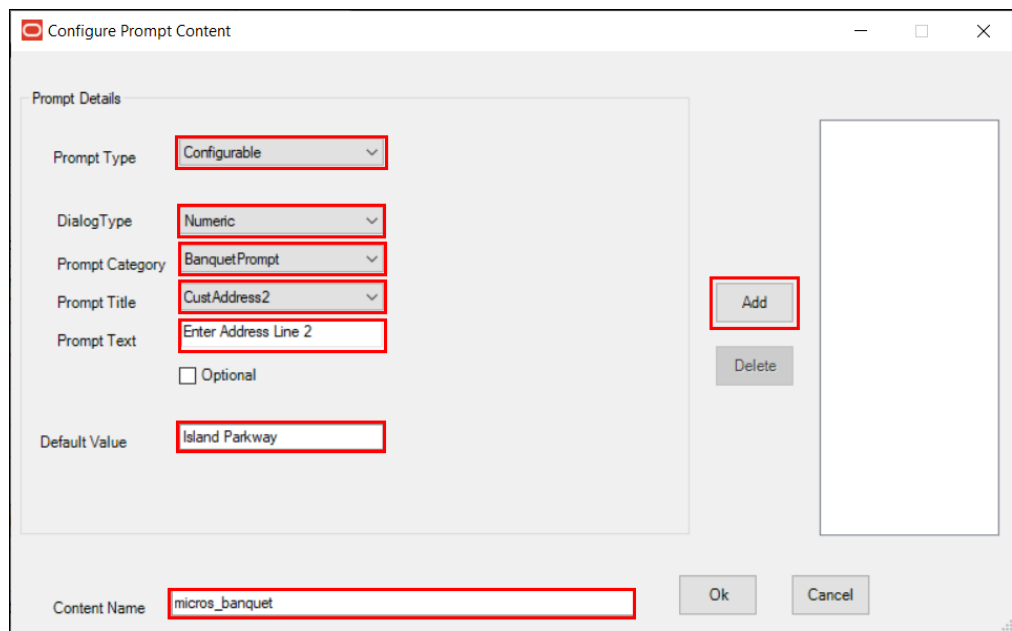 Configure Prompt Content
Prompt Details
Prompt Type Configurable
DialogType Numeric
Prompt Category BanquetPrompt
Prompt Title CustAddress2
Prompt Text Enter Address Line 2
Optional
Default Value Island Parkway
Add
Delete
Content Name micros_banquet
Ok Cancel